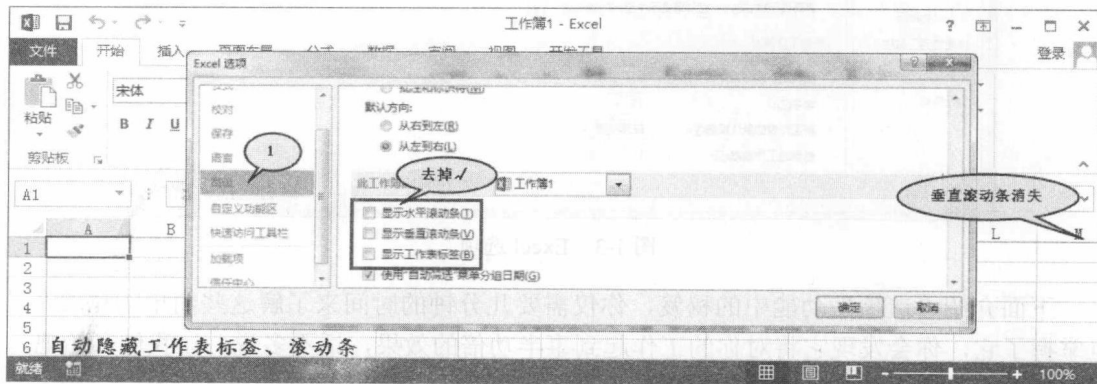 工作簿1 - Excel
文件 开始 插入 页面布局 公式 数据 审阅 视图 开发工具 登录
Excel 选项
粘贴
宋体
B I U
剪贴板
校对
保存
语言
高级
自定义功能区
快速访问工具栏
加载项
信任中心
1
默认方向:
从右到左(R)
从左到右(L)
去掉√
工作簿1
显示水平滚动条(T)
显示垂直滚动条(V)
显示工作表标签(B)
使用"自动筛选"菜单分组日期(G)
确定 取消
垂直滚动条消失
A1
A B L M
1
2
3
4
5
6 自动隐藏工作表标签、滚动条
就绪 100%